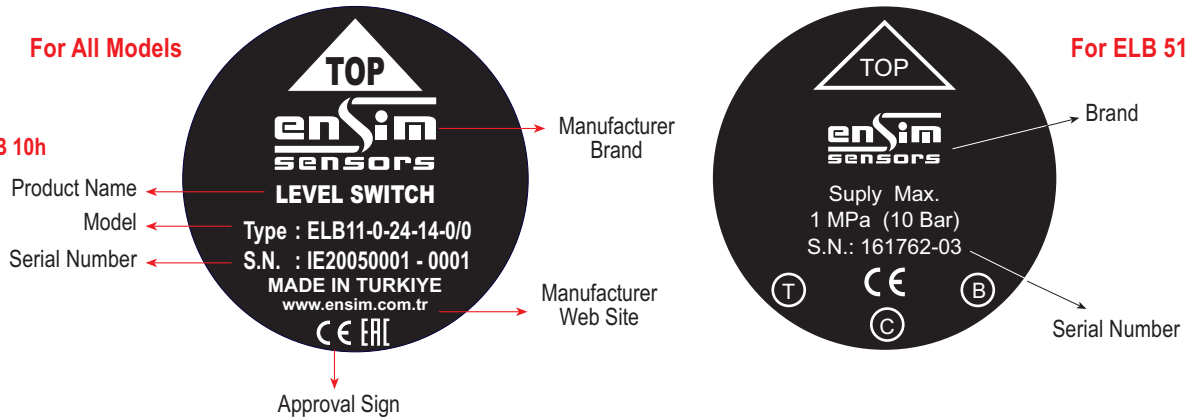 For All Models
TOP
ensim
sensors
LEVEL SWITCH
Type : ELB11-0-24-14-0/0
S.N. : IE20050001 - 0001
MADE IN TURKIYE
www.ensim.com.tr
CE EAC
Manufacturer
Brand
B 10h
Product Name
Model
Serial Number
Manufacturer
Web Site
Approval Sign
For ELB 51
TOP
ensim
sensors
Suply Max.
1 MPa (10 Bar)
S.N.: 161762-03
T
CE
B
C
Brand
Serial Number